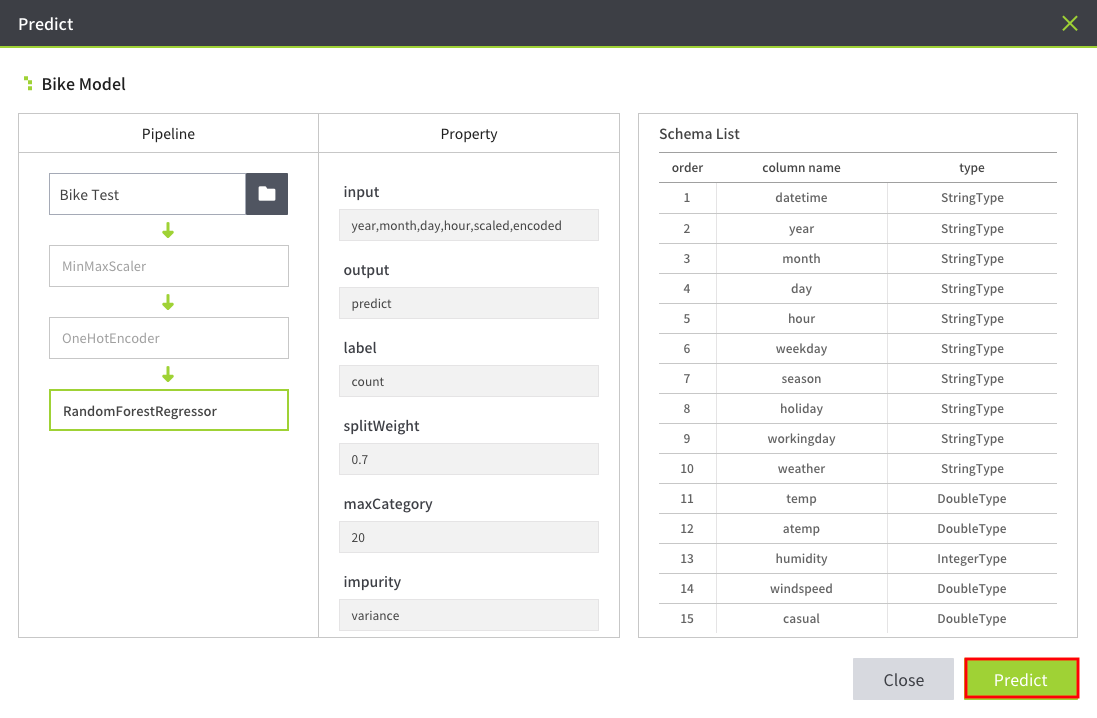 Predict
Bike Model
Pipeline
Property
Bike Test
MinMaxScaler
OneHotEncoder
RandomForestRegressor
input
year,month,day,hour,scaled,encoded
output
predict
label
count
splitWeight
0.7
maxCategory
20
impurity
variance
Schema List
order column name type
1 datetime StringType
2 year StringType
3 month StringType
4 day StringType
5 hour StringType
6 weekday StringType
7 season StringType
8 holiday StringType
9 workingday StringType
10 weather StringType
11 temp DoubleType
12 atemp DoubleType
13 humidity IntegerType
14 windspeed DoubleType
15 casual DoubleType
Close
Predict